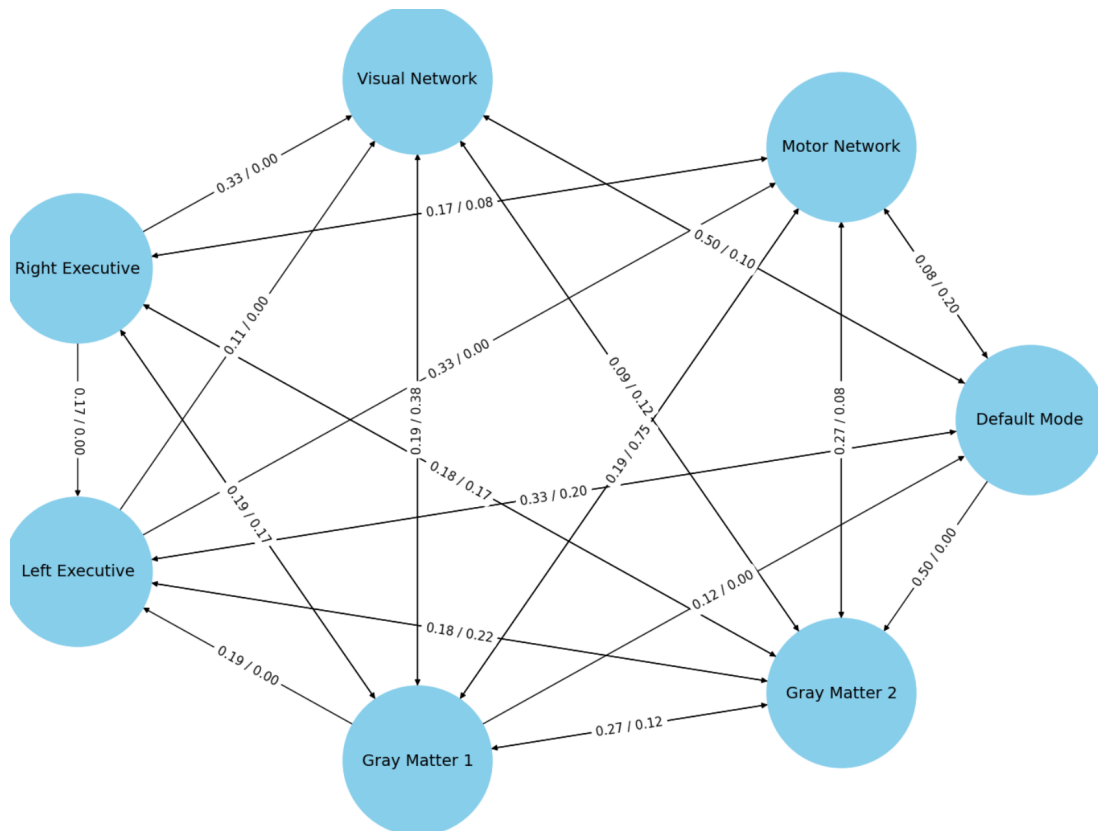 Visual Network
Motor Network
0.33 / 0.00
0.17 / 0.08
0.50 / 0.10
Right Executive
0.08 / 0.20
0.11 / 0.00
0.33 / 0.00
0.09 / 0.12
0.17 / 0.00
0.19 / 0.38
0.27 / 0.08
Default Mode
0.19 / 0.75
0.18 / 0.17
0.33 / 0.20
0.19 / 0.17
0.50 / 0.00
Left Executive
0.12 / 0.00
0.18 / 0.22
0.19 / 0.00
Gray Matter 2
0.27 / 0.12
Gray Matter 1